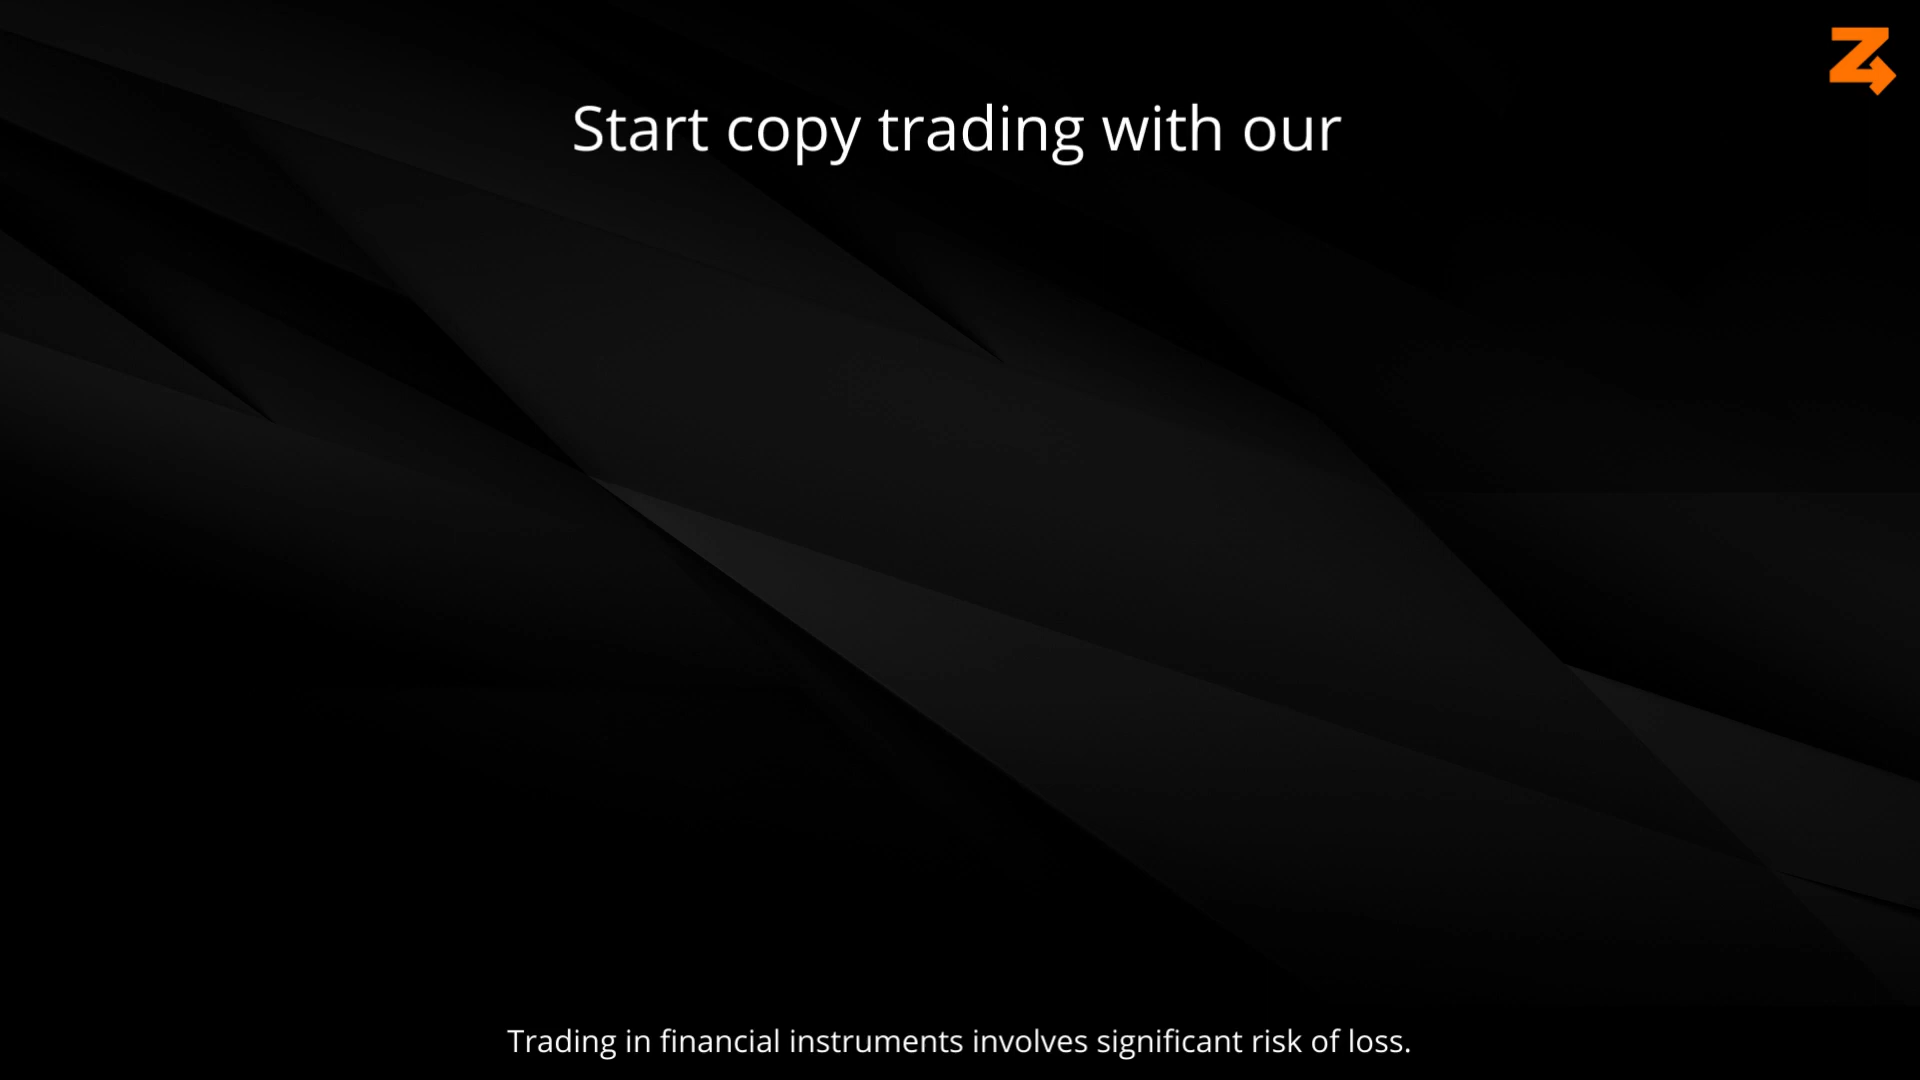 Start copy trading with our
Trading in financial instruments involves significant risk of loss.